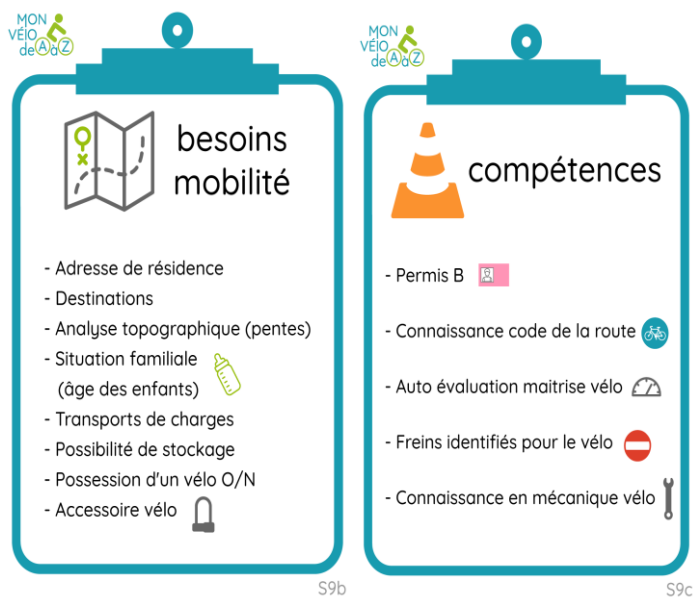 MON
VÉlO
de A à Z
besoins
mobilité
- Adresse de résidence
- Destinations
- Analyse topographique (pentes)
- Situation familiale
(âge des enfants)
- Transports de charges
- Possibilité de stockage
- Possession d'un vélo O/N
- Accessoire vélo
S9b
MON
VÉlO
de A à Z
compétences
- Permis B
- Connaissance code de la route
- Auto évaluation maitrise vélo
- Freins identifiés pour le vélo
- Connaissance en mécanique vélo
S9c